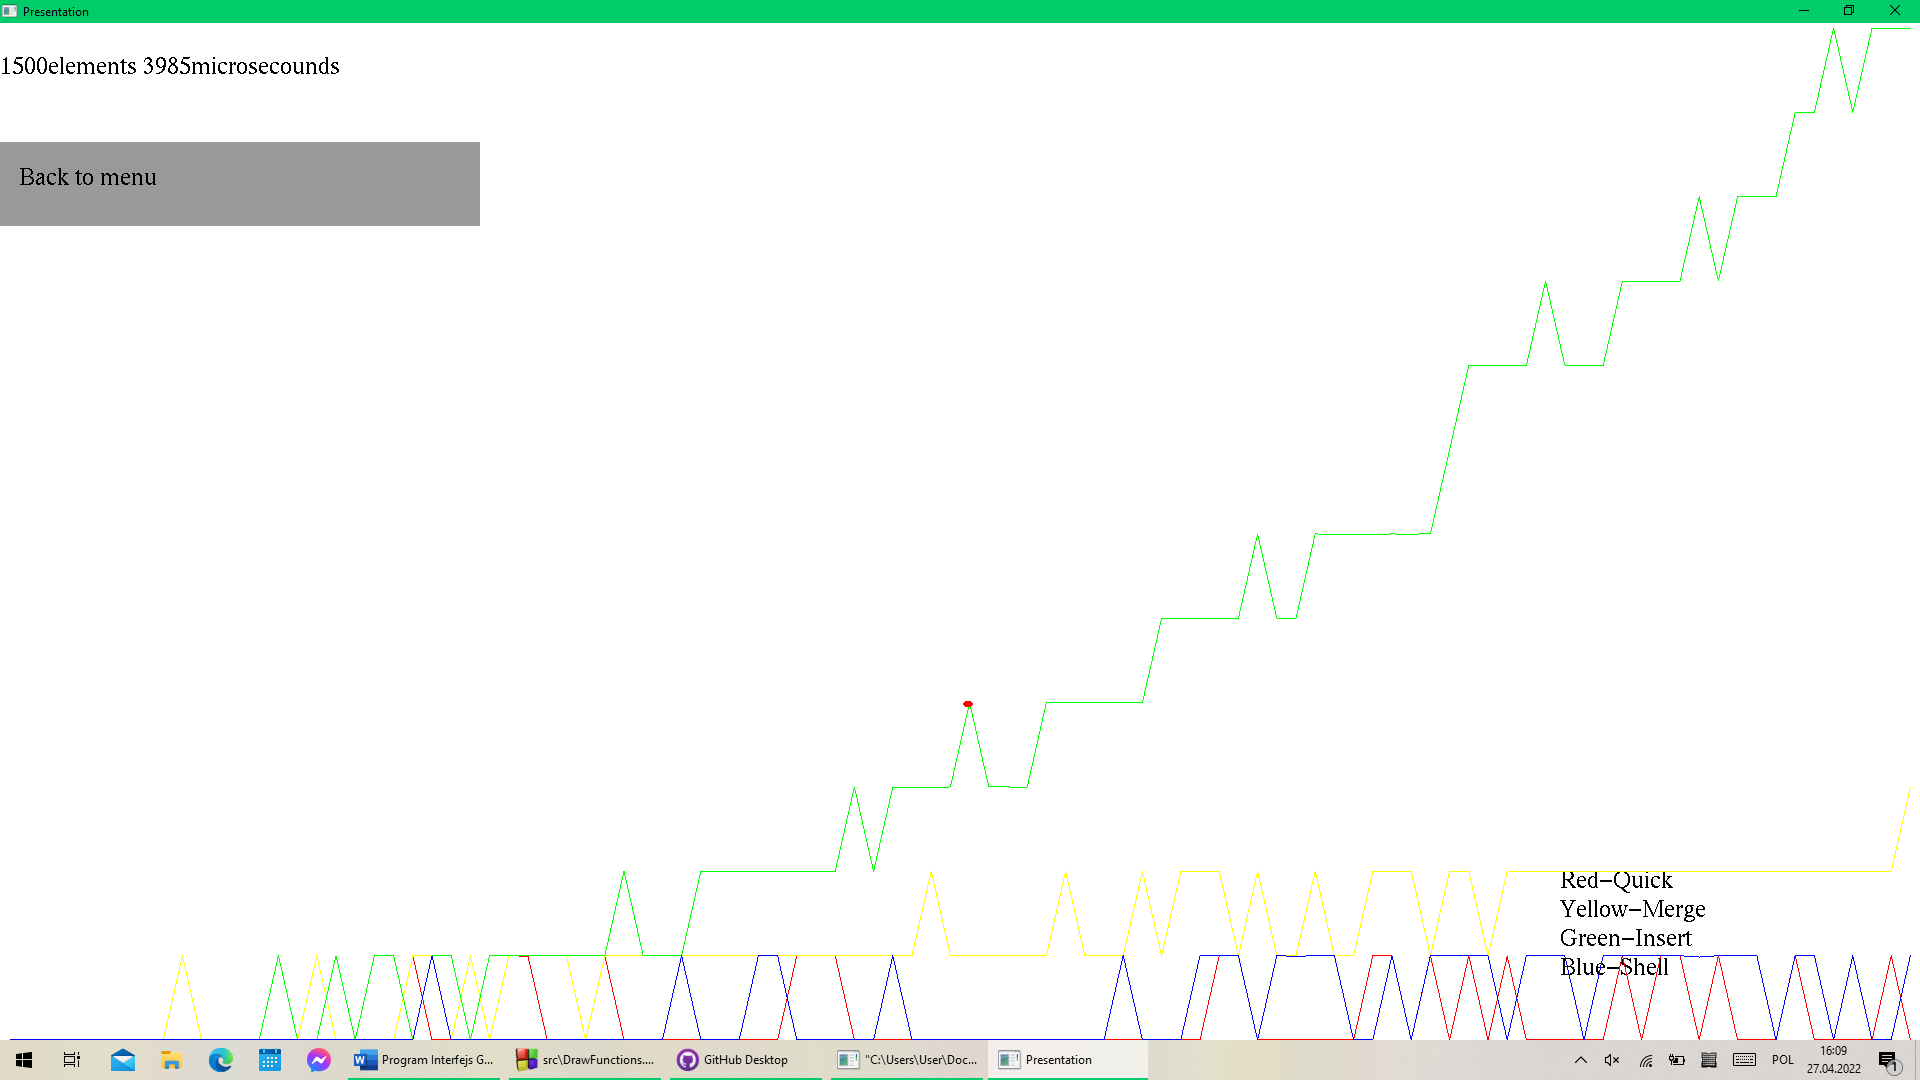 Presentation
1500elements 3985microsecounds
Back to menu
Red-Quick
Yellow-Merge
Green-Insert
Blue-Shell
Program Interfejs G...
src\DrawFunctions....
GitHub Desktop
"C:\Users\User\Doc...
Presentation
POL
16:09
27.04.2022
1